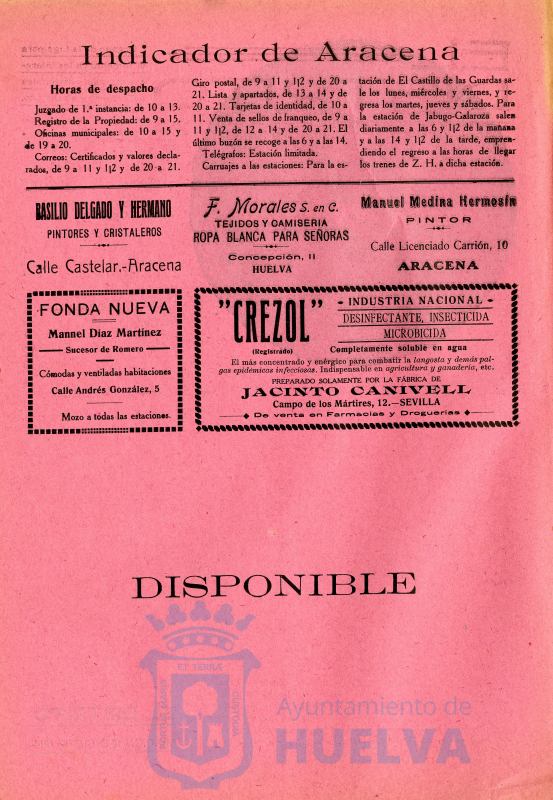 Indicador de Aracena
Horas de despacho
Juzgado de 1.ª instancia: de 10 a 13.
Registro de la Propiedad: de 9 a 15.
Oficinas municipales: de 10 a 15 y
de 19 a 20.
Correos: Certificados y valores decla-
rados, de 9 a 11 y 1|2 y de 20 a 21.
Giro postal, de 9 a 11 y 1|2 y de 20 a
21. Lista y apartados, de 13 a 14 y de
20 a 21. Tarjetas de identidad, de 10 a
11. Venta de sellos de franqueo, de 9 a
11 y 1|2, de 12 a 14 y de 20 a 21. El
último buzón se recoge a las 6 y a las 14.
Telégrafos: Estación limitada.
Carruajes a las estaciones: Para la es-
tación de El Castillo de las Guardas sa-
le los lunes, miércoles y viernes, y re-
gresa los martes, jueves y sábados. Para
la estación de Jabugo-Galaroza salen
diariamente a las 6 y 1|2 de la mañana
y a las 14 y 1|2 de la tarde, empren-
diendo el regreso a las horas de llegar
los trenes de Z. H. a dicha estación.
BASILIO DELGADO Y HERMANO
PINTORES Y CRISTALEROS
Calle Castelar.-Aracena
F. Morales S. en C.
TEJIDOS Y CAMISERIA
ROPA BLANCA PARA SEÑORAS
Concepción, 11
HUELVA
Manuel Medina Hermosin
PINTOR
Calle Licenciado Carrión, 10
ARACENA
FONDA NUEVA
Manuel Díaz Martínez
Sucesor de Romero
Cómodas y ventiladas habitaciones
Calle Andrés González, 5
Mozo a todas las estaciones.
"CREZOL"
(Registrado)
- INDUSTRIA NACIONAL -
DESINFECTANTE, INSECTICIDA
MICROBICIDA
Completamente soluble en agua
El más concentrado y enérgico para combatir la langosta y demás pal-
gas epidémicas infecciosas. Indispensable en agricultura y ganadería, etc.
PREPARADO SOLAMENTE POR LA FÁBRICA DE
JACINTO CANIVELL
Campo de los Mártires, 12.—SEVILLA
De venta en Farmacias y Droguerías
DISPONIBLE
ET TERRÆ
PORTUS MARIS
CUSTODIA
Ayuntamiento de
HUELVA